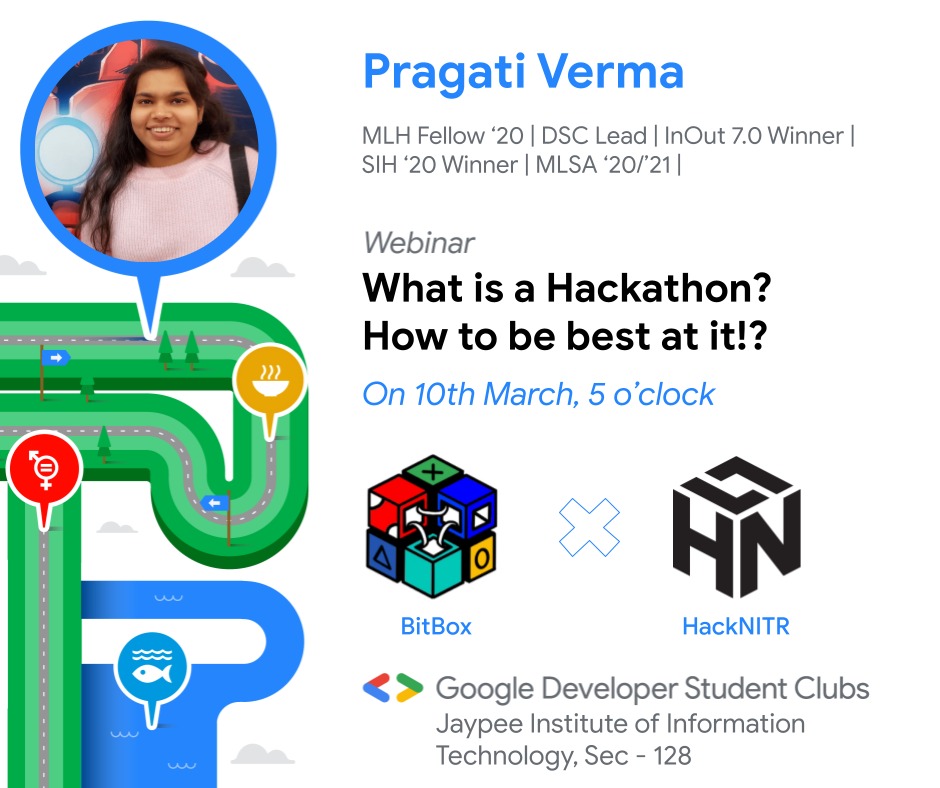 Pragati Verma
MLH Fellow ‘20 | DSC Lead | InOut 7.0 Winner |
SIH ‘20 Winner | MLSA ‘20/’21 |
Webinar
What is a Hackathon?
How to be best at it!?
On 10th March, 5 o’clock
HN
BitBox
HackNITR
Google Developer Student Clubs
Jaypee Institute of Information
Technology, Sec - 128